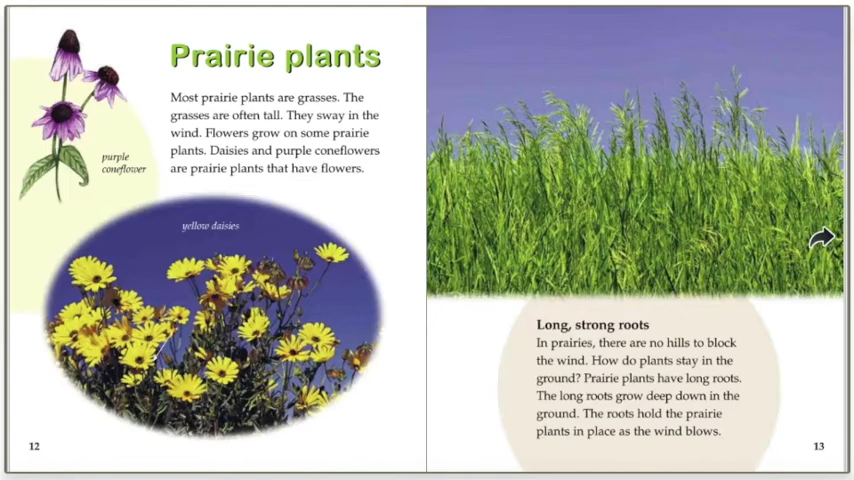 Prairie plants
Most prairie plants are grasses. The
grasses are often tall. They sway in the
wind. Flowers grow on some prairie
plants. Daisies and purple coneflowers
are prairie plants that have flowers.
purple
coneflower
yellow daisies
12
Long, strong roots
In prairies, there are no hills to block
the wind. How do plants stay in the
ground? Prairie plants have long roots.
The long roots grow deep down in the
ground. The roots hold the prairie
plants in place as the wind blows.
13